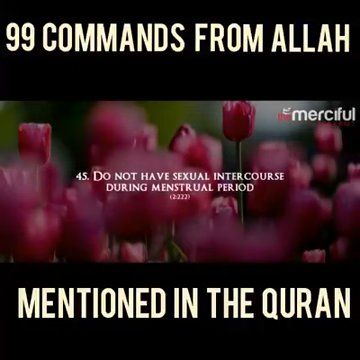 99 COMMANDS FROM ALLAH
merciful
45. DO NOT HAVE SEXUAL INTERCOURSE
DURING MENSTRUAL PERIOD
(2:222)
MENTIONED IN THE QURAN